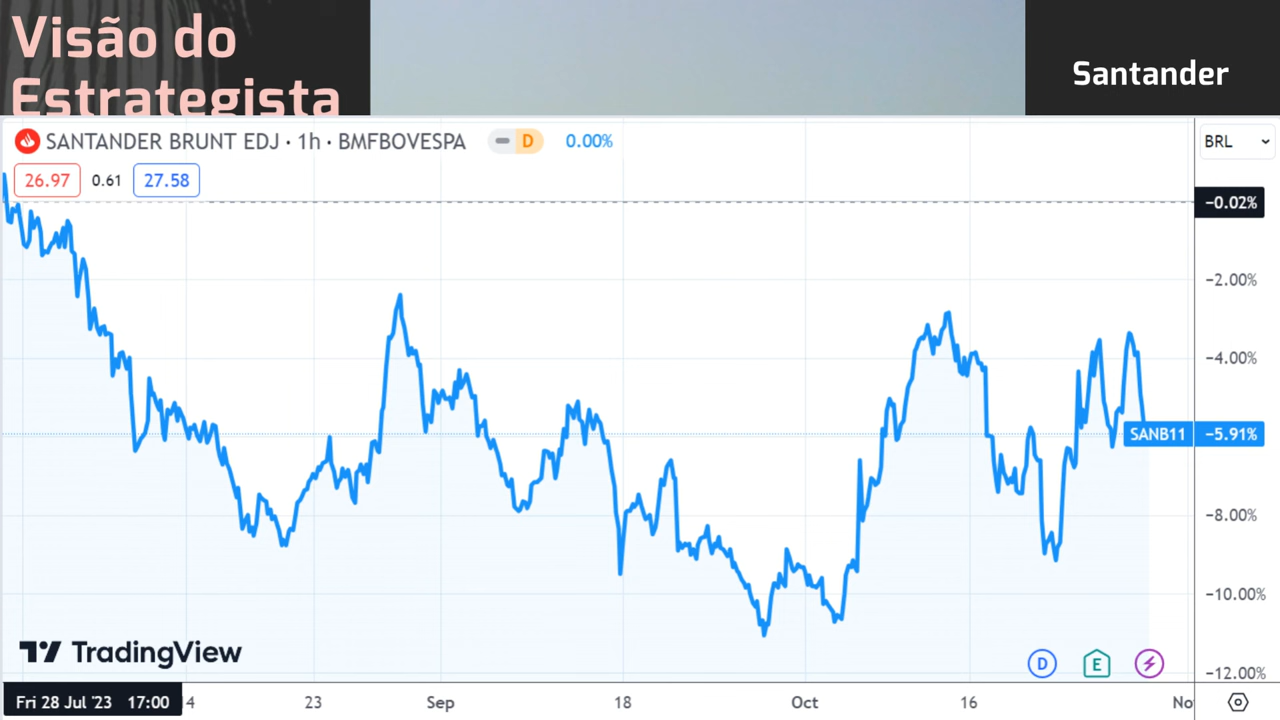 Visão do
Estrategista
Santander
SANTANDER BRUNT EDJ · 1h · BMFBOVESPA
D
0.00%
BRL
26.97
0.61
27.58
−0.02%
−2.00%
−4.00%
SANB11
−5.91%
−8.00%
−10.00%
−12.00%
TradingView
D
E
Fri 28 Jul '23 17:00
4
23
Sep
18
Oct
16
No